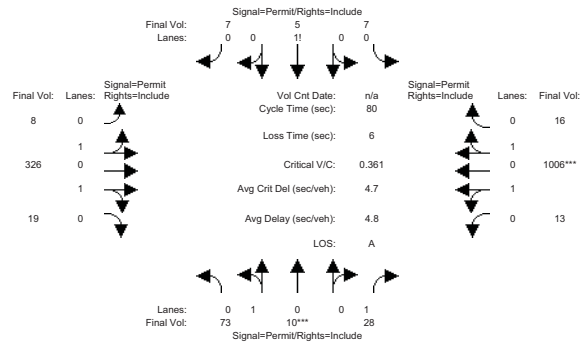 Signal=Permit/Rights=Include
Final Vol: 7 5 7
Lanes: 0 0 1! 0 0
Signal=Permit
Final Vol: Lanes: Rights=Include
Vol Cnt Date: n/a
Signal=Permit
Rights=Include Lanes: Final Vol:
Cycle Time (sec): 80
8 0
0 16
Loss Time (sec): 6
1
1
326 0
Critical V/C: 0.361
0 1006***
1
Avg Crit Del (sec/veh): 4.7
1
19 0
Avg Delay (sec/veh): 4.8
0 13
LOS: A
Lanes: 0 1 0 0 1
Final Vol: 73 10*** 28
Signal=Permit/Rights=Include